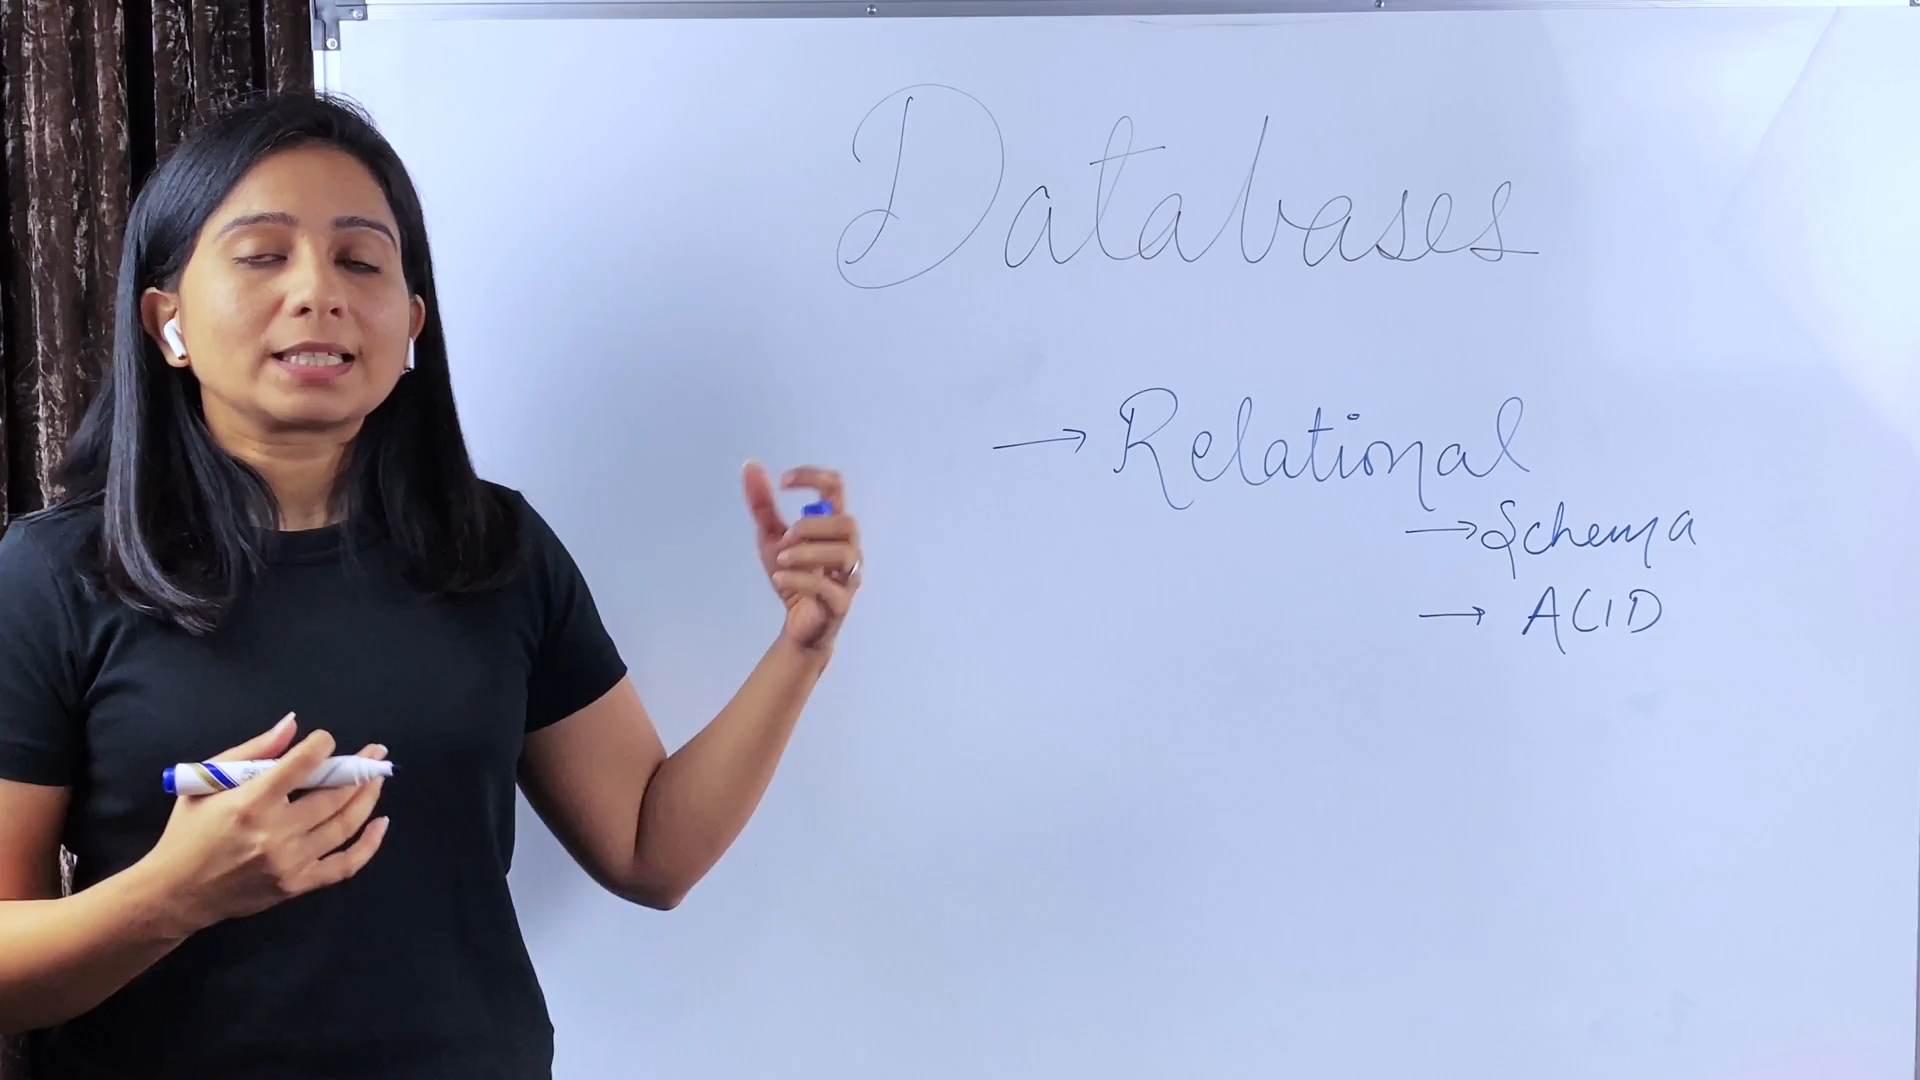 Databases
→ Relational
→ Schema
→ ACID